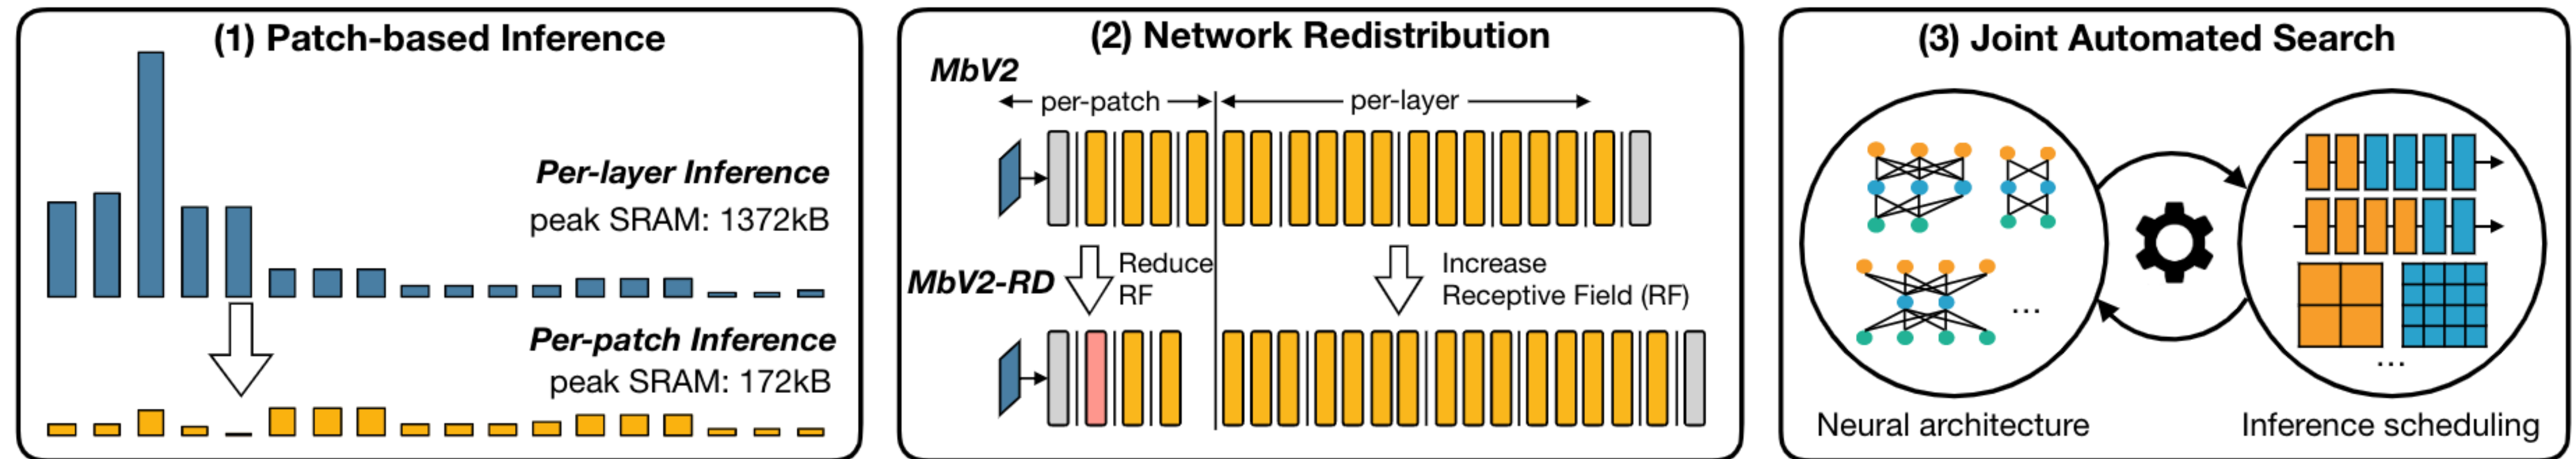 (1) Patch-based Inference
Per-layer Inference
peak SRAM: 1372kB
Per-patch Inference
peak SRAM: 172kB
(2) Network Redistribution
MbV2
per-patch
per-layer
MbV2-RD
Reduce
RF
Increase
Receptive Field (RF)
(3) Joint Automated Search
...
...
Neural architecture
Inference scheduling